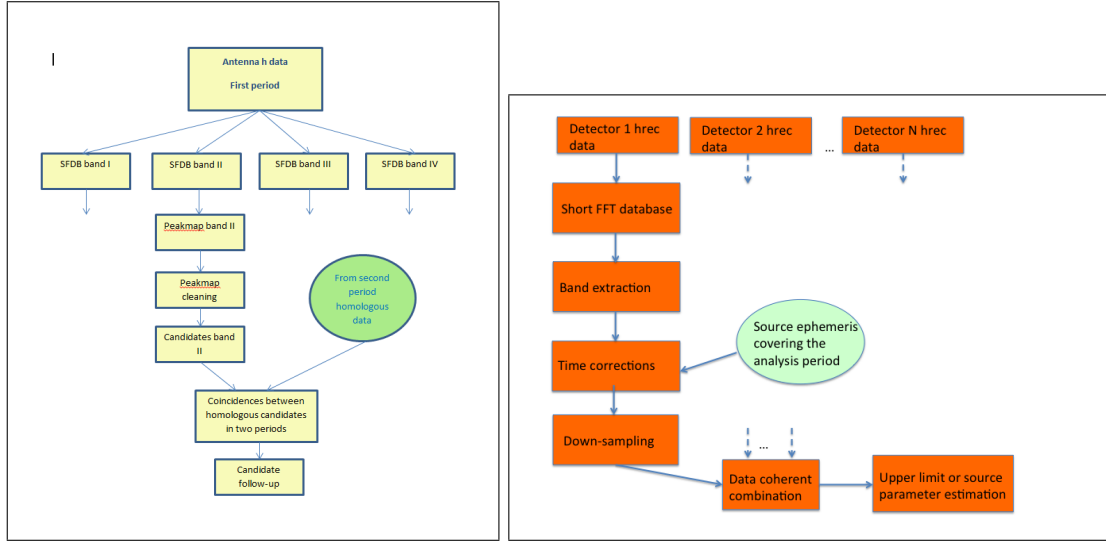 Antenna h data
First period
SFDB band I
SFDB band II
SFDB band III
SFDB band IV
Peakmap band II
Peakmap
cleaning
From second
period
homologous
data
Candidates band
II
Coincidences between
homologous candidates
in two periods
Candidate
follow-up
Detector 1 hrec
data
Detector 2 hrec
data
...
Detector N hrec
data
Short FFT database
Band extraction
Source ephemeris
covering the
analysis period
Time corrections
Down-sampling
...
Data coherent
combination
Upper limit or source
parameter estimation